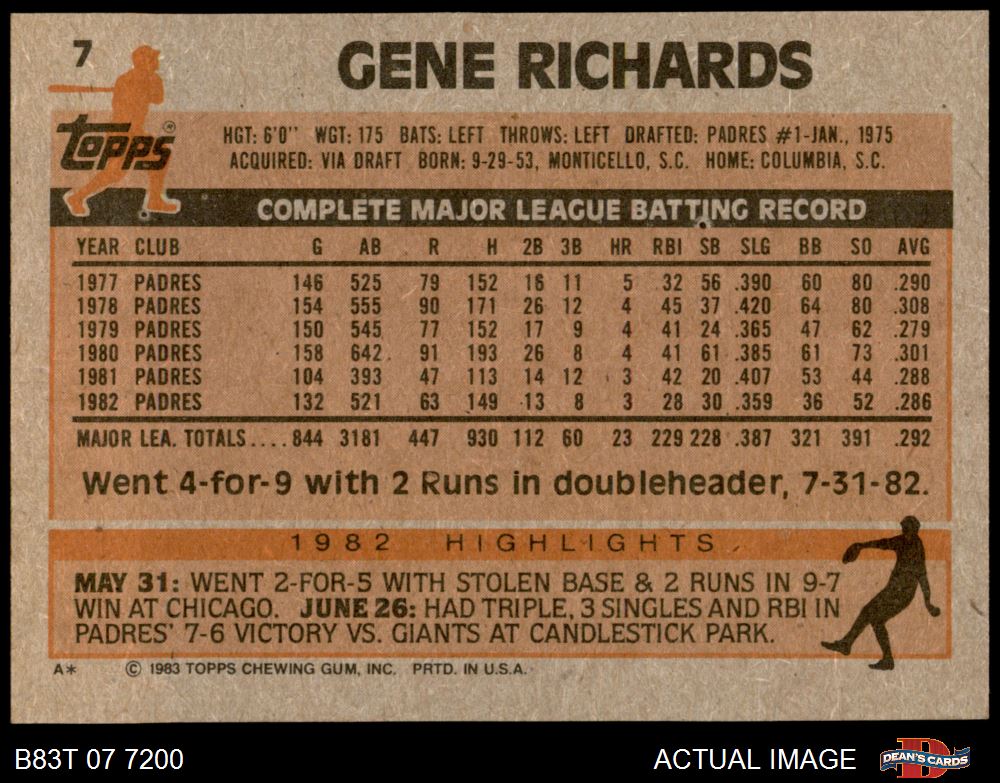 7
GENE RICHARDS
Topps®
HGT: 6'0" WGT: 175 BATS: LEFT THROWS: LEFT DRAFTED: PADRES #1-JAN., 1975
ACQUIRED: VIA DRAFT BORN: 9-29-53, MONTICELLO, S.C. HOME: COLUMBIA, S.C.
COMPLETE MAJOR LEAGUE BATTING RECORD
YEAR CLUB G AB R H 2B 3B HR RBI SB SLG BB SO AVG
1977 PADRES 146 525 79 152 16 11 5 32 56 .390 60 80 .290
1978 PADRES 154 555 90 171 26 12 4 45 37 .420 64 80 .308
1979 PADRES 150 545 77 152 17 9 4 41 24 .365 47 62 .279
1980 PADRES 158 642 91 193 26 8 4 41 61 .385 61 73 .301
1981 PADRES 104 393 47 113 14 12 3 42 20 .407 53 44 .288
1982 PADRES 132 521 63 149 13 8 3 28 30 .359 36 52 .286
MAJOR LEA. TOTALS....844 3181 447 930 112 60 23 229 228 .387 321 391 .292
Went 4-for-9 with 2 Runs in doubleheader, 7-31-82.
1982 HIGHLIGHTS
MAY 31: WENT 2-FOR-5 WITH STOLEN BASE & 2 RUNS IN 9-7
WIN AT CHICAGO. JUNE 26: HAD TRIPLE, 3 SINGLES AND RBI IN
PADRES' 7-6 VICTORY VS. GIANTS AT CANDLESTICK PARK.
A* © 1983 TOPPS CHEWING GUM, INC. PRTD. IN U.S.A.
B83T 07 7200 ACTUAL IMAGE DEAN'S CARDS